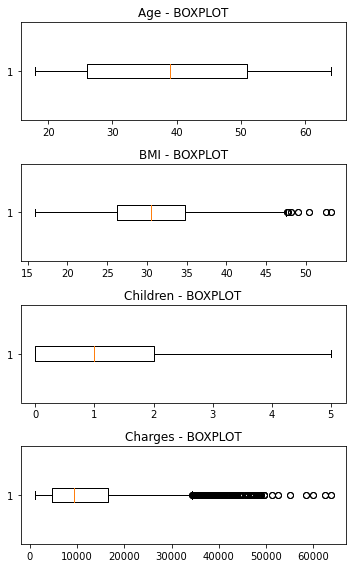 Age - BOXPLOT
1
20 30 40 50 60
BMI - BOXPLOT
1
15 20 25 30 35 40 45 50
Children - BOXPLOT
1
0 1 2 3 4 5
Charges - BOXPLOT
1
0 10000 20000 30000 40000 50000 60000